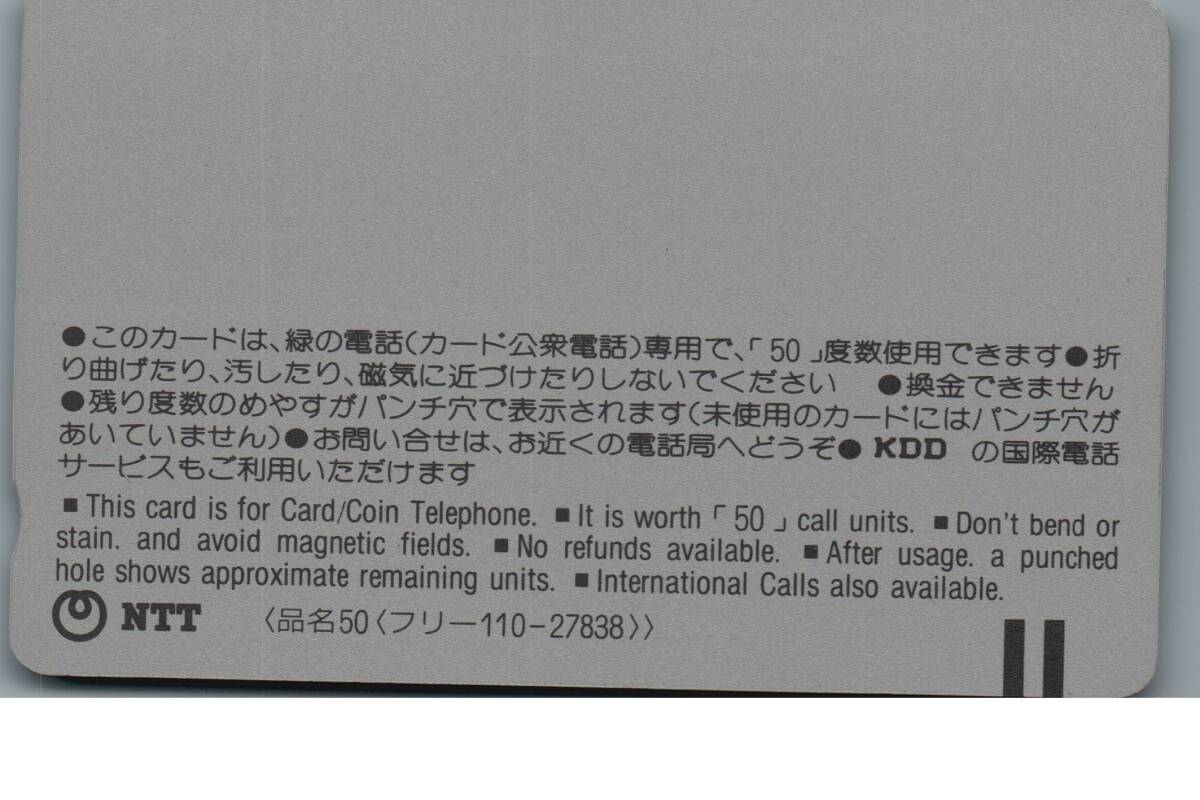 ●このカードは、緑の電話(カード公衆電話)専用で、「50」度数使用できます●折
り曲げたり、汚したり、磁気に近づけたりしないでください ●換金できません
●残り度数のめやすがパンチ穴で表示されます(未使用のカードにはパンチ穴が
あいていません)●お問い合せは、お近くの電話局へどうぞ● KDD の国際電話
サービスもご利用いただけます
■This card is for Card/Coin Telephone. ■It is worth「50」call units. ■Don't bend or
stain. and avoid magnetic fields. ■No refunds available. ■After usage. a punched
hole shows approximate remaining units. ■International Calls also available.
NTT 〈品名50〈フリー110-27838〉〉